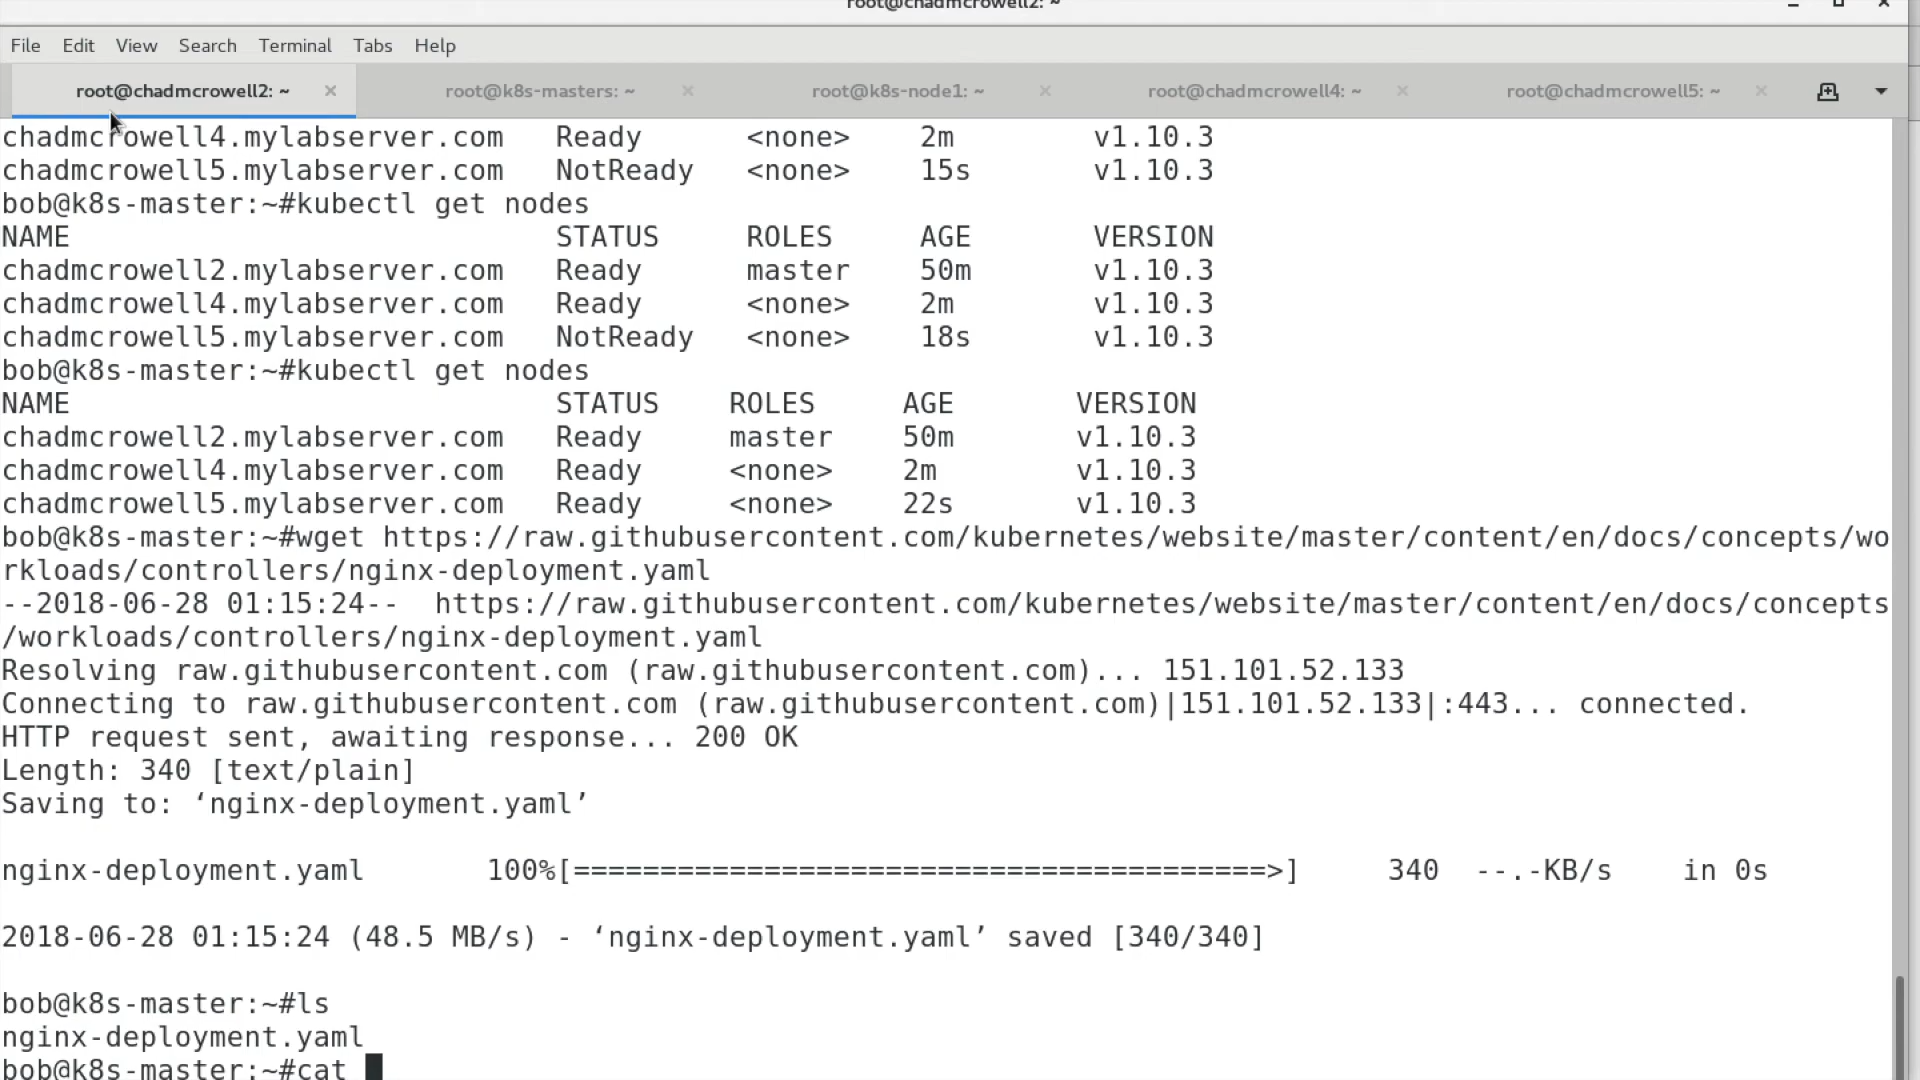 root@chadmcrowell2: ~
File Edit View Search Terminal Tabs Help
root@chadmcrowell2: ~ root@k8s-masters: ~ root@k8s-node1: ~ root@chadmcrowell4: ~ root@chadmcrowell5: ~
chadmcrowell4.mylabserver.com Ready <none> 2m v1.10.3
chadmcrowell5.mylabserver.com NotReady <none> 15s v1.10.3
bob@k8s-master:~#kubectl get nodes
NAME STATUS ROLES AGE VERSION
chadmcrowell2.mylabserver.com Ready master 50m v1.10.3
chadmcrowell4.mylabserver.com Ready <none> 2m v1.10.3
chadmcrowell5.mylabserver.com NotReady <none> 18s v1.10.3
bob@k8s-master:~#kubectl get nodes
NAME STATUS ROLES AGE VERSION
chadmcrowell2.mylabserver.com Ready master 50m v1.10.3
chadmcrowell4.mylabserver.com Ready <none> 2m v1.10.3
chadmcrowell5.mylabserver.com Ready <none> 22s v1.10.3
bob@k8s-master:~#wget https://raw.githubusercontent.com/kubernetes/website/master/content/en/docs/concepts/wo
rkloads/controllers/nginx-deployment.yaml
--2018-06-28 01:15:24-- https://raw.githubusercontent.com/kubernetes/website/master/content/en/docs/concepts
/workloads/controllers/nginx-deployment.yaml
Resolving raw.githubusercontent.com (raw.githubusercontent.com)... 151.101.52.133
Connecting to raw.githubusercontent.com (raw.githubusercontent.com)|151.101.52.133|:443... connected.
HTTP request sent, awaiting response... 200 OK
Length: 340 [text/plain]
Saving to: ‘nginx-deployment.yaml’
nginx-deployment.yaml 100%[========================================>] 340 --.-KB/s in 0s
2018-06-28 01:15:24 (48.5 MB/s) - ‘nginx-deployment.yaml’ saved [340/340]
bob@k8s-master:~#ls
nginx-deployment.yaml
bob@k8s-master:~#cat